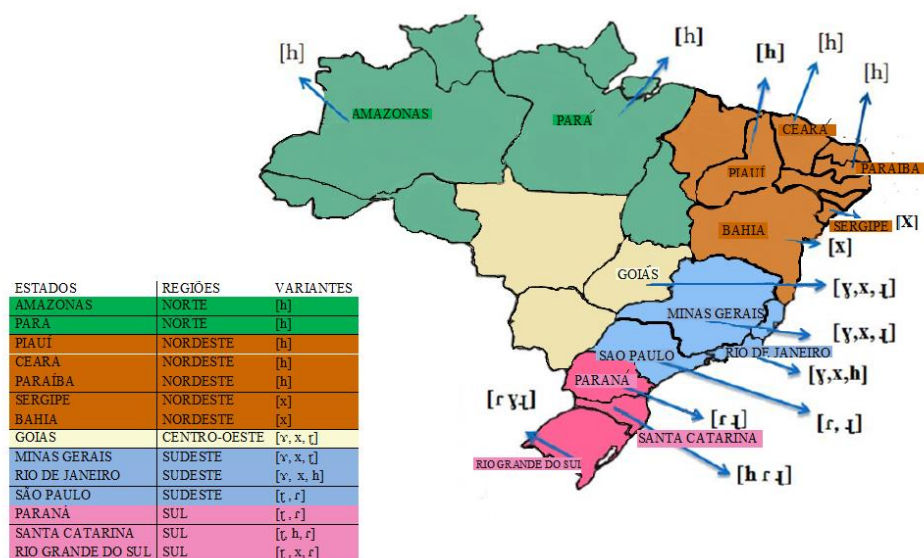 [h]
[h]
[h]
[h]
[h]
AMAZONAS
PARÁ
CEARÁ
PIAUÍ
PARAIBA
BAHIA
SERGIPE [X]
[x]
GOIÁS
[ɣ,x, ɻ]
MINAS GERAIS
[ɣ,x, ɻ]
SAO PAULO
RIO DE JANEIRO
[ɣ,x,h]
PARANÁ
[ɾ ɣ,ɻ]
[ɾ ɻ]
[ɾ, ɻ]
SANTA CATARINA
RIO GRANDE DO SUL
[h ɾ ɻ]
ESTADOS REGIÕES VARIANTES
AMAZONAS NORTE [h]
PARA NORTE [h]
PIAUÍ NORDESTE [h]
CEARA NORDESTE [h]
PARAÍBA NORDESTE [h]
SERGIPE NORDESTE [x]
BAHIA NORDESTE [x]
GOIAS CENTRO-OESTE [ɤ, x, ɽ]
MINAS GERAIS SUDESTE [ɤ, x, ɽ]
RIO DE JANEIRO SUDESTE [ɤ, x, h]
SÃO PAULO SUDESTE [ɽ , ɾ]
PARANÁ SUL [ɽ , ɾ]
SANTA CATARINA SUL [ɽ, h, ɾ]
RIO GRANDE DO SUL SUL [ɽ , x, ɾ]